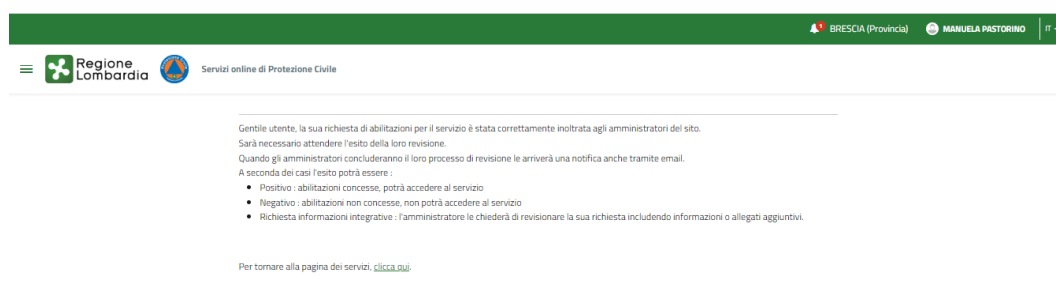 1 BRESCIA (Provincia) MANUELA PASTORINO IT
Regione
Lombardia
Servizi online di Protezione Civile
Gentile utente, la sua richiesta di abilitazioni per il servizio è stata correttamente inoltrata agli amministratori del sito.
Sarà necessario attendere l'esito della loro revisione.
Quando gli amministratori concluderanno il loro processo di revisione le arriverà una notifica anche tramite email.
A seconda dei casi l'esito potrà essere :
• Positivo : abilitazioni concesse, potrà accedere al servizio
• Negativo : abilitazioni non concesse, non potrà accedere al servizio
• Richiesta informazioni integrative : l'amministratore le chiederà di revisionare la sua richiesta includendo informazioni o allegati aggiuntivi.
Per tornare alla pagina dei servizi, clicca qui.